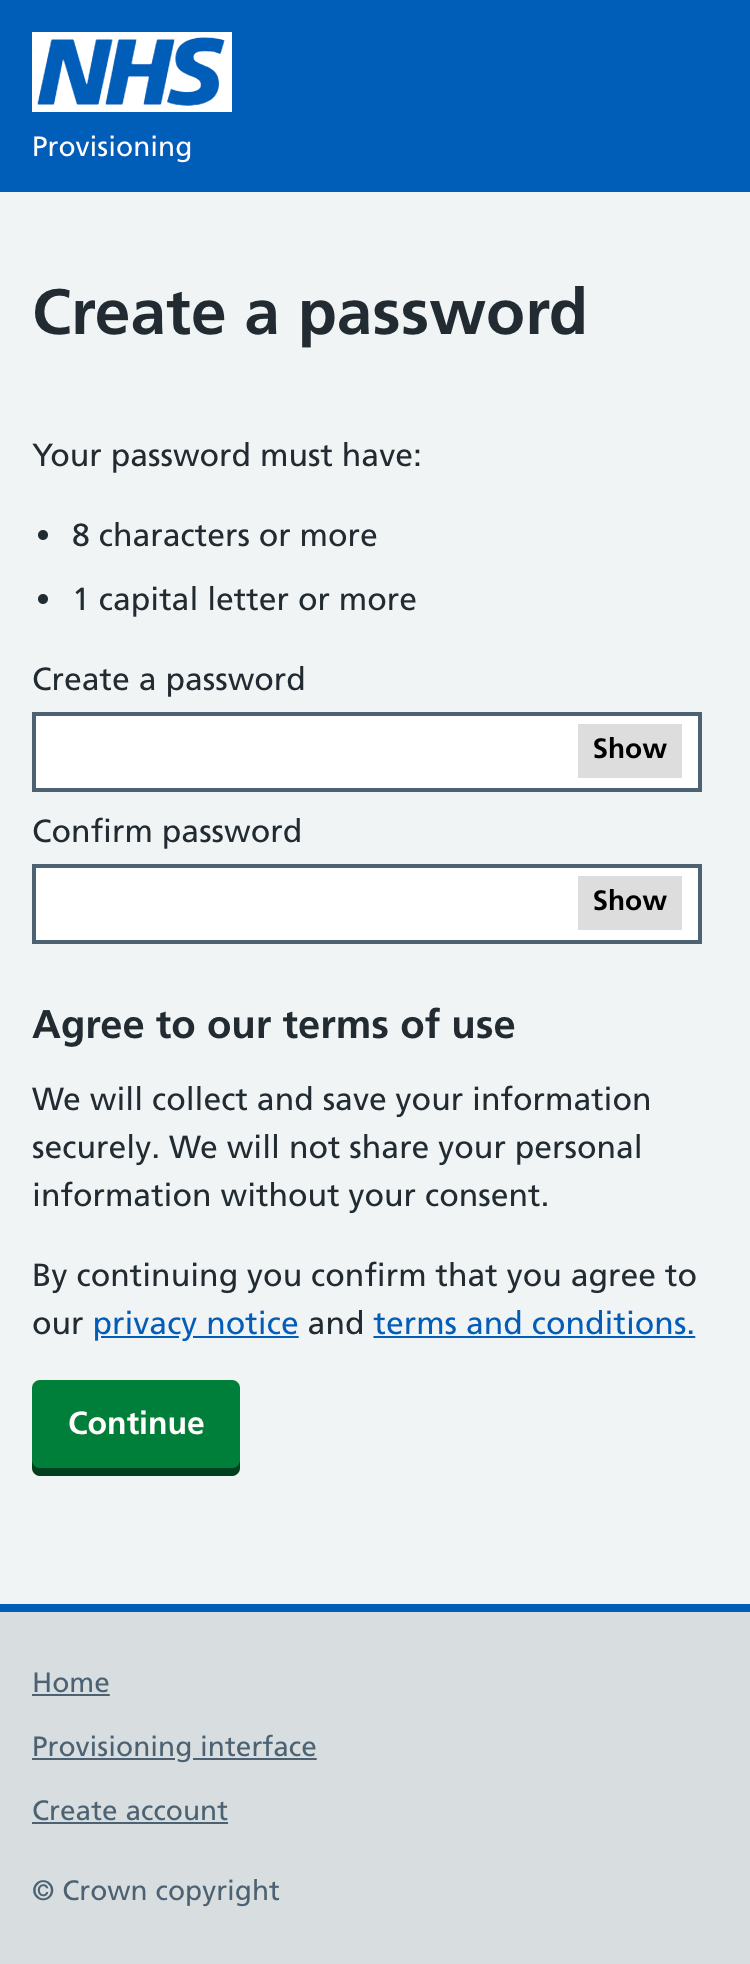 NHS
Provisioning
Create a password
Your password must have:
• 8 characters or more
• 1 capital letter or more
Create a password
Show
Confirm password
Show
Agree to our terms of use
We will collect and save your information
securely. We will not share your personal
information without your consent.
By continuing you confirm that you agree to
our privacy notice and terms and conditions.
Continue
Home
Provisioning interface
Create account
© Crown copyright